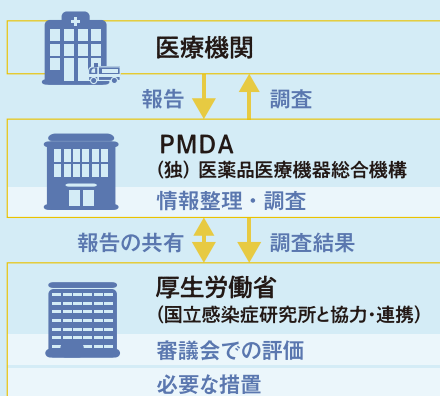 医療機関
報告 調査
PMDA
（独）医薬品医療機器総合機構
情報整理・調査
報告の共有 調査結果
厚生労働省
（国立感染症研究所と協力・連携）
審議会での評価
必要な措置